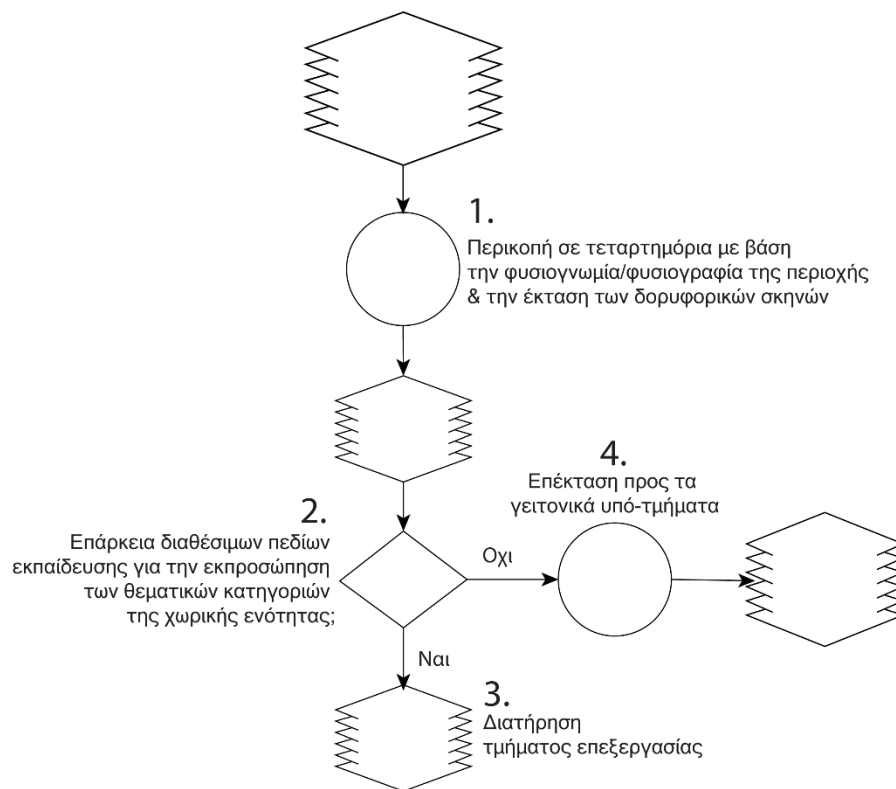 1.
Περικοπή σε τεταρτημόρια με βάση
την φυσιογνωμία/φυσιογραφία της περιοχής
& την έκταση των δορυφορικών σκηνών
4.
Επέκταση προς τα
γειτονικά υπό-τμήματα
2.
Επάρκεια διαθέσιμων πεδίων
εκπαίδευσης για την εκπροσώπηση
των θεματικών κατηγοριών
της χωρικής ενότητας;
Οχι
Ναι
3.
Διατήρηση
τμήματος επεξεργασίας